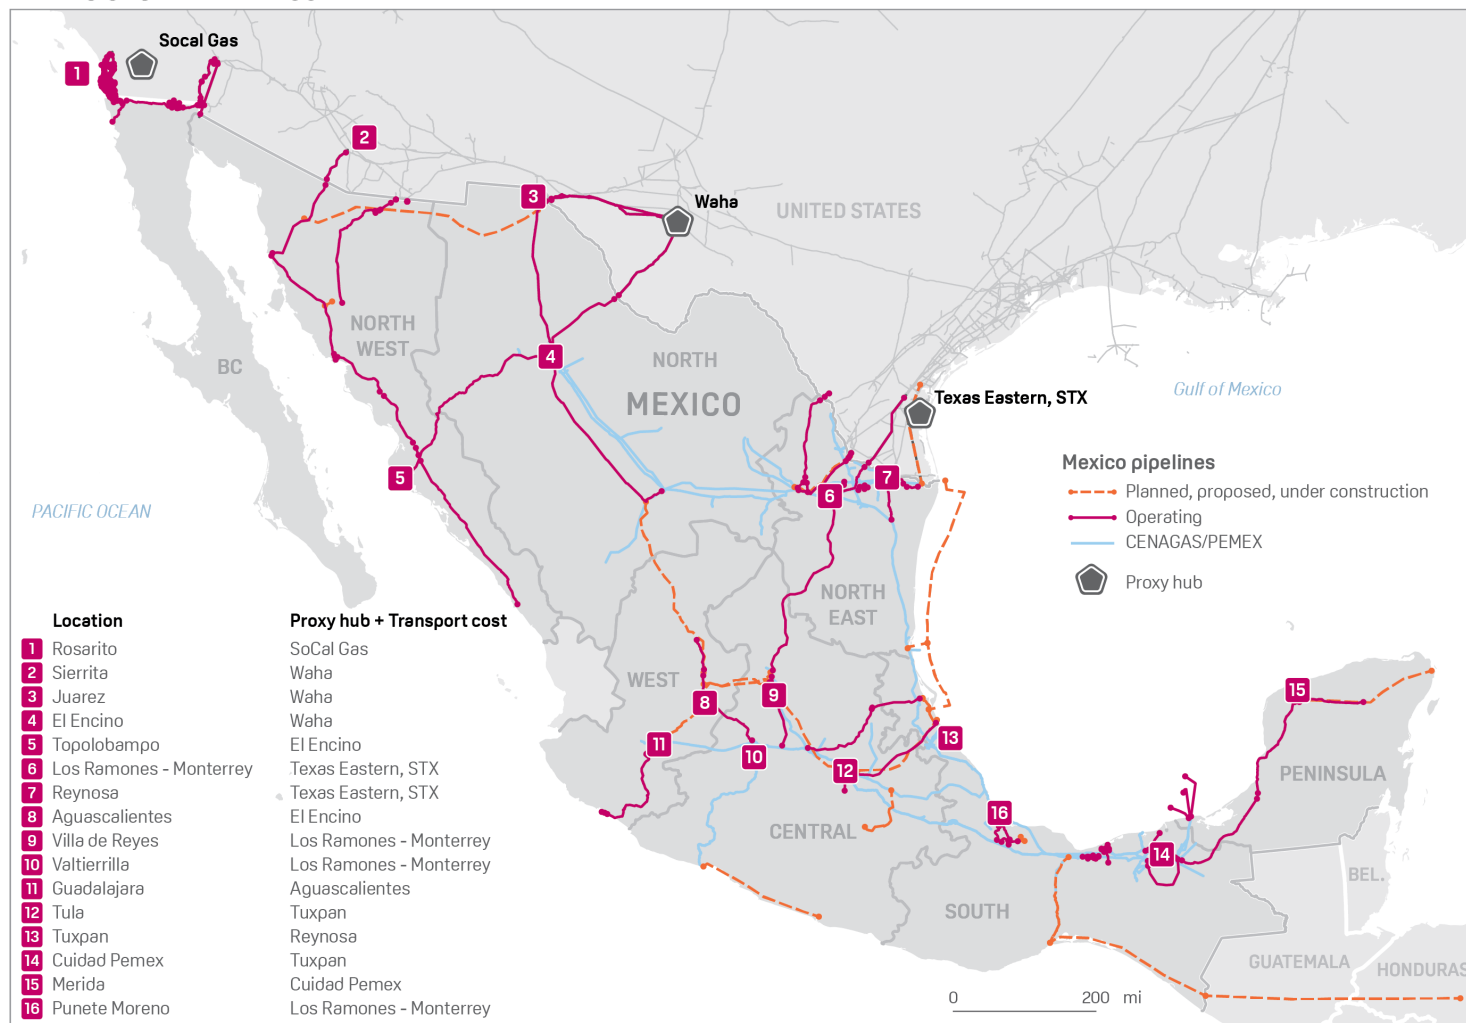 Socal Gas
1
2
3
Waha
UNITED STATES
NORTH
WEST
4
NORTH
BC
MEXICO
Texas Eastern, STX
Gulf of Mexico
5
6
7
PACIFIC OCEAN
Mexico pipelines
Planned, proposed, under construction
Operating
CENAGAS/PEMEX
Proxy hub
NORTH
EAST
WEST
8
9
10
11
12
13
15
PENINSULA
16
CENTRAL
14
BEL.
SOUTH
GUATEMALA
HONDURAS
0 200 mi
Location Proxy hub + Transport cost
1 Rosarito SoCal Gas
2 Sierrita Waha
3 Juarez Waha
4 El Encino Waha
5 Topolobampo El Encino
6 Los Ramones - Monterrey Texas Eastern, STX
7 Reynosa Texas Eastern, STX
8 Aguascalientes El Encino
9 Villa de Reyes Los Ramones - Monterrey
10 Valtierrilla Los Ramones - Monterrey
11 Guadalajara Aguascalientes
12 Tula Tuxpan
13 Tuxpan Reynosa
14 Cuidad Pemex Tuxpan
15 Merida Cuidad Pemex
16 Punete Moreno Los Ramones - Monterrey